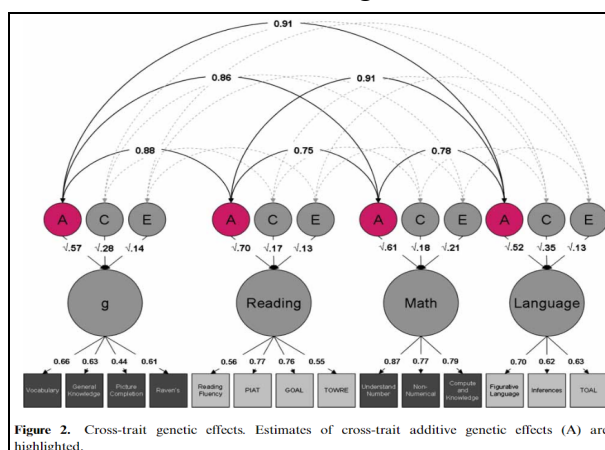 0.91
0.86 0.91
0.88 0.75 0.78
A C E A C E A C E A C E
√.57 √.28 √.14 √.70 √.17 √.13 √.61 √.18 √.21 √.52 √.35 √.13
g Reading Math Language
0.66 0.63 0.44 0.61 0.56 0.77 0.76 0.55 0.87 0.77 0.79 0.70 0.62 0.63
Vocabulary General Knowledge Picture Completion Raven's Reading Fluency PIAT GOAL TOWRE Understand Number Non-Numerical Compute and Knowledge Figurative Language Inferences TOAL
Figure 2. Cross-trait genetic effects. Estimates of cross-trait additive genetic effects (A) are
highlighted.